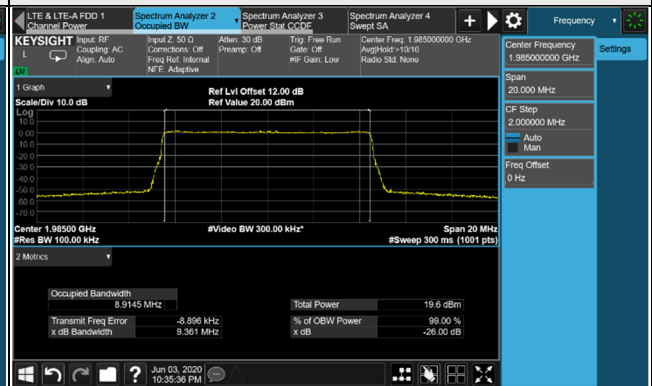 LTE & LTE-A FDD 1
Channel Power
Spectrum Analyzer 2
Occupied BW
Spectrum Analyzer 3
Power Stat CCDF
Spectrum Analyzer 4
Swept SA
Frequency
KEYSIGHT
L
LXI
Input: RF
Coupling: AC
Align: Auto
Input Z: 50 Ω
Corrections: Off
Freq Ref: Internal
NFE: Adaptive
Atten: 30 dB
Preamp: Off
Trig: Free Run
Gate: Off
#IF Gain: Low
Center Freq: 1.985000000 GHz
Avg|Hold:>10/10
Radio Std: None
Center Frequency
1.985000000 GHz
Settings
Span
20.000 MHz
CF Step
2.000000 MHz
Auto
Man
Freq Offset
0 Hz
1 Graph
Scale/Div 10.0 dB
Ref Lvl Offset 12.00 dB
Ref Value 20.00 dBm
Log
10.0
0.00
-10.0
-20.0
-30.0
-40.0
-50.0
-60.0
-70.0
Center 1.98500 GHz
#Res BW 100.00 kHz
#Video BW 300.00 kHz*
Span 20 MHz
#Sweep 300 ms (1001 pts)
2 Metrics
Occupied Bandwidth
8.9145 MHz
Total Power 19.6 dBm
Transmit Freq Error -8.896 kHz
% of OBW Power 99.00 %
x dB Bandwidth 9.361 MHz
x dB -26.00 dB
Jun 03, 2020
10:35:36 PM